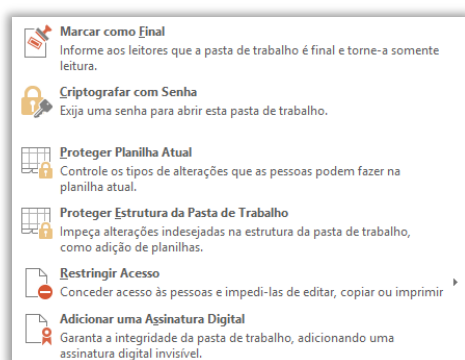 Marcar como Final
Informe aos leitores que a pasta de trabalho é final e torne-a somente
leitura.
Criptografar com Senha
Exija uma senha para abrir esta pasta de trabalho.
Proteger Planilha Atual
Controle os tipos de alterações que as pessoas podem fazer na
planilha atual.
Proteger Estrutura da Pasta de Trabalho
Impeça alterações indesejadas na estrutura da pasta de trabalho,
como adição de planilhas.
Restringir Acesso
Conceder acesso às pessoas e impedi-las de editar, copiar ou imprimir
Adicionar uma Assinatura Digital
Garanta a integridade da pasta de trabalho, adicionando uma
assinatura digital invisível.